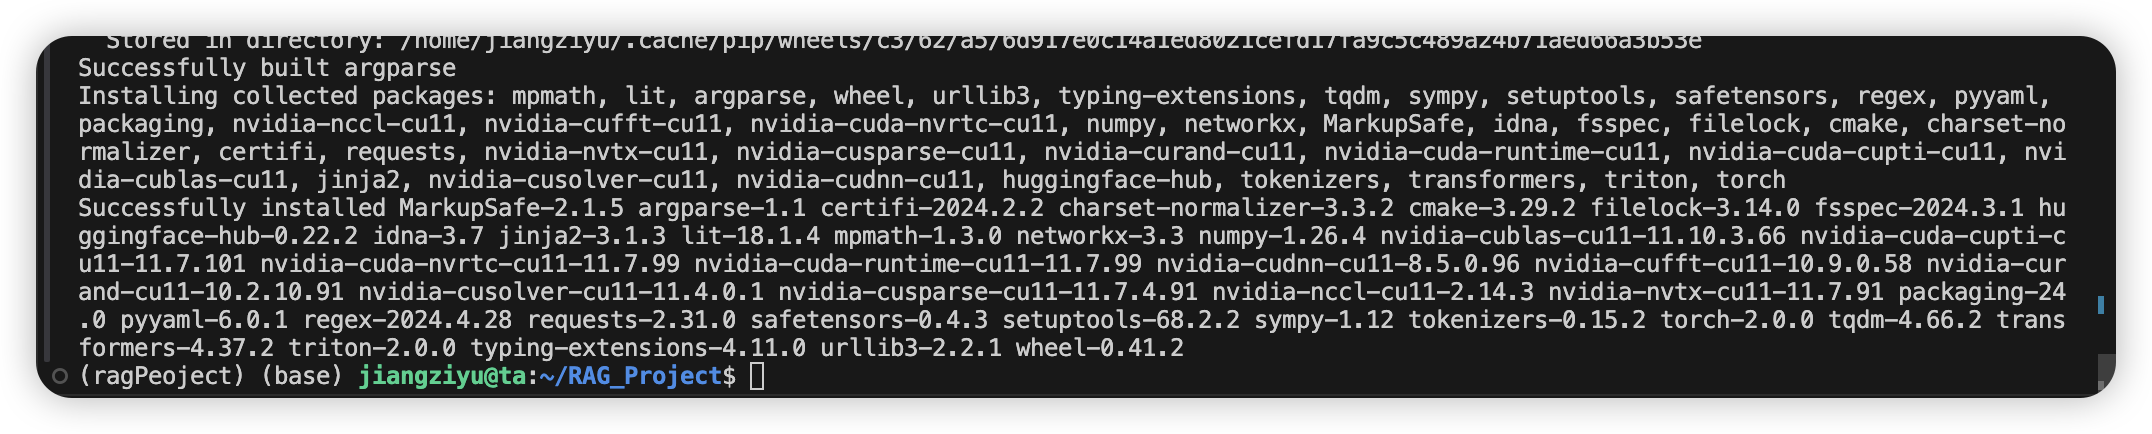 Stored in directory: /home/jiangziyu/.cache/pip/wheels/c3/62/a5/6d917e0c14a1ed8021cefd17fa9c5c489a24b71aed66a3b53e
Successfully built argparse
Installing collected packages: mpmath, lit, argparse, wheel, urllib3, typing-extensions, tqdm, sympy, setuptools, safetensors, regex, pyyaml,
packaging, nvidia-nccl-cu11, nvidia-cufft-cu11, nvidia-cuda-nvrtc-cu11, numpy, networkx, MarkupSafe, idna, fsspec, filelock, cmake, charset-no
rmalizer, certifi, requests, nvidia-nvtx-cu11, nvidia-cusparse-cu11, nvidia-curand-cu11, nvidia-cuda-runtime-cu11, nvidia-cuda-cupti-cu11, nvi
dia-cublas-cu11, jinja2, nvidia-cusolver-cu11, nvidia-cudnn-cu11, huggingface-hub, tokenizers, transformers, triton, torch
Successfully installed MarkupSafe-2.1.5 argparse-1.1 certifi-2024.2.2 charset-normalizer-3.3.2 cmake-3.29.2 filelock-3.14.0 fsspec-2024.3.1 hu
ggingface-hub-0.22.2 idna-3.7 jinja2-3.1.3 lit-18.1.4 mpmath-1.3.0 networkx-3.3 numpy-1.26.4 nvidia-cublas-cu11-11.10.3.66 nvidia-cuda-cupti-c
u11-11.7.101 nvidia-cuda-nvrtc-cu11-11.7.99 nvidia-cuda-runtime-cu11-11.7.99 nvidia-cudnn-cu11-8.5.0.96 nvidia-cufft-cu11-10.9.0.58 nvidia-cur
and-cu11-10.2.10.91 nvidia-cusolver-cu11-11.4.0.1 nvidia-cusparse-cu11-11.7.4.91 nvidia-nccl-cu11-2.14.3 nvidia-nvtx-cu11-11.7.91 packaging-24
.0 pyyaml-6.0.1 regex-2024.4.28 requests-2.31.0 safetensors-0.4.3 setuptools-68.2.2 sympy-1.12 tokenizers-0.15.2 torch-2.0.0 tqdm-4.66.2 trans
formers-4.37.2 triton-2.0.0 typing-extensions-4.11.0 urllib3-2.2.1 wheel-0.41.2
(ragPeoject) (base) jiangziyu@ta:~/RAG_Project$